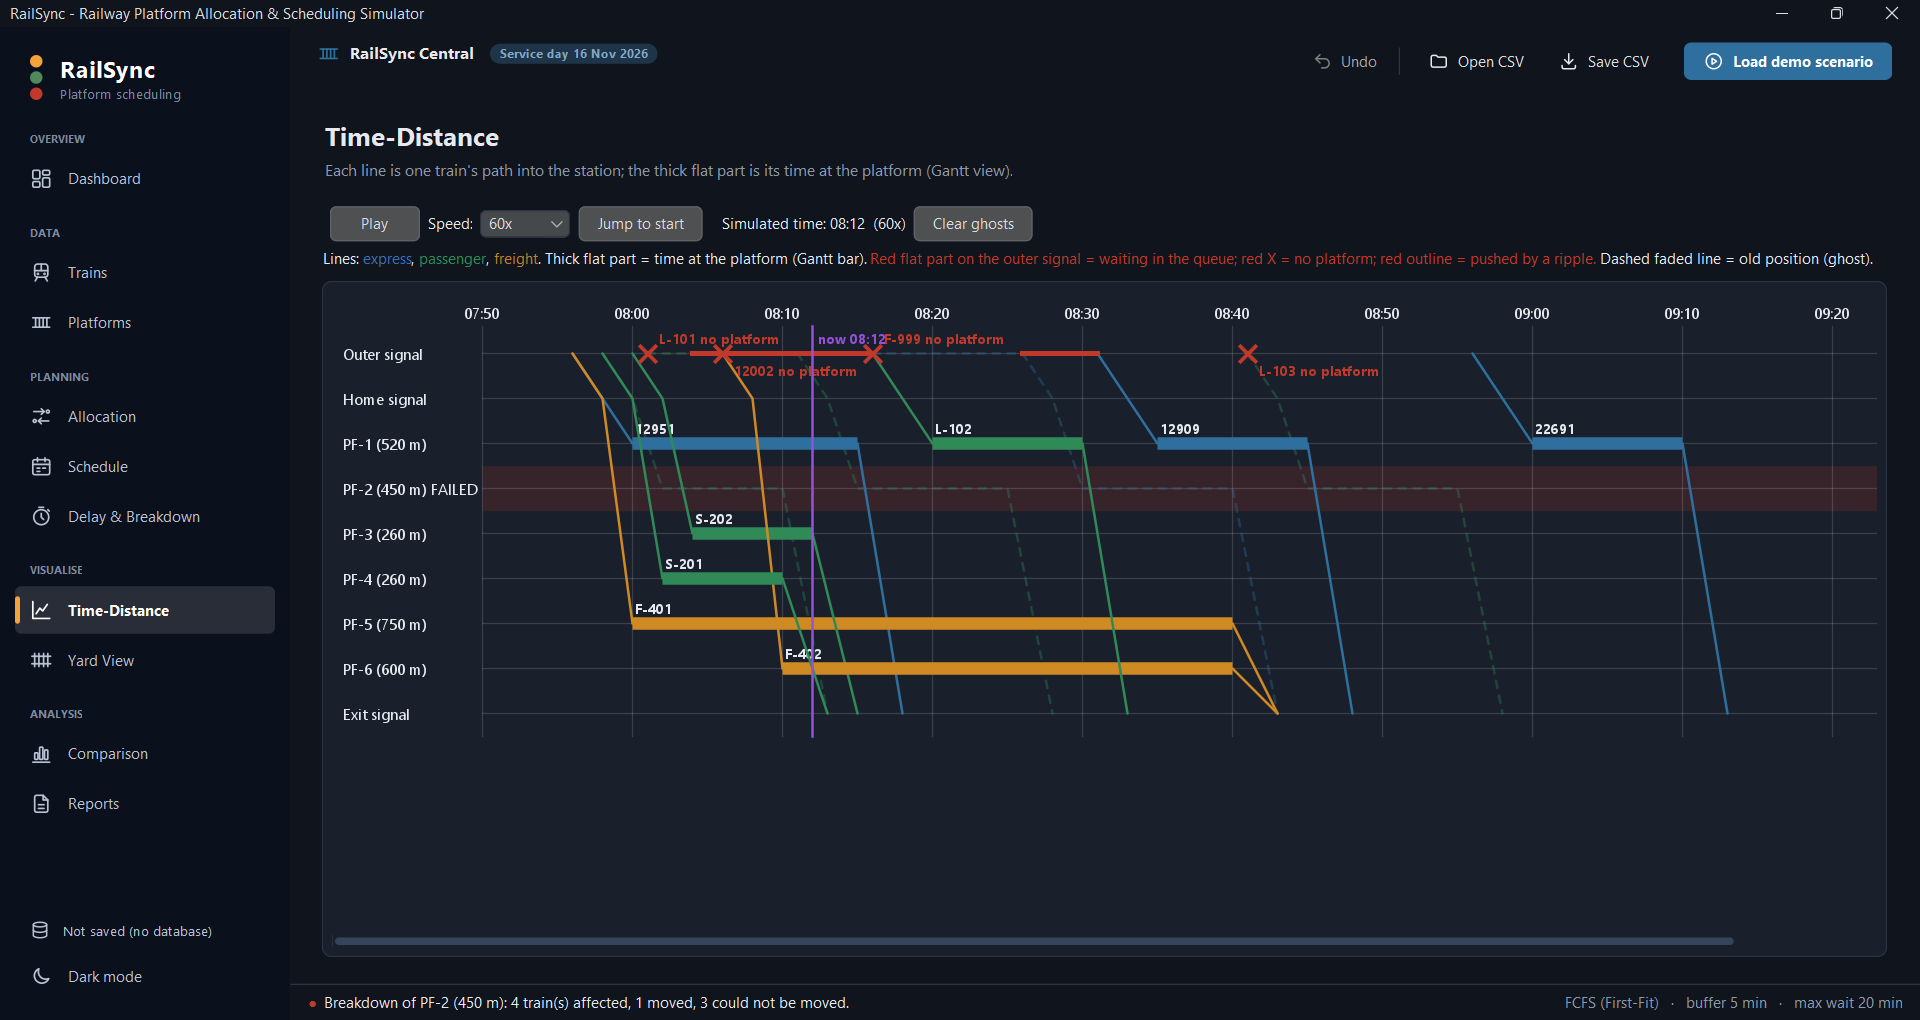 RailSync - Railway Platform Allocation & Scheduling Simulator
RailSync
Platform scheduling
OVERVIEW
Dashboard
DATA
Trains
Platforms
PLANNING
Allocation
Schedule
Delay & Breakdown
VISUALISE
Time-Distance
Yard View
ANALYSIS
Comparison
Reports
Not saved (no database)
Dark mode
RailSync Central
Service day 16 Nov 2026
Undo
Open CSV
Save CSV
Load demo scenario
Time-Distance
Each line is one train's path into the station; the thick flat part is its time at the platform (Gantt view).
Play
Speed:
60x
Jump to start
Simulated time: 08:12 (60x)
Clear ghosts
Lines: express, passenger, freight. Thick flat part = time at the platform (Gantt bar). Red flat part on the outer signal = waiting in the queue; red X = no platform; red outline = pushed by a ripple. Dashed faded line = old position (ghost).
07:50 08:00 08:10 08:20 08:30 08:40 08:50 09:00 09:10 09:20
L-101 no platform
now 08:12
F-999 no platform
Outer signal
12002 no platform
L-103 no platform
Home signal
12951
L-102
12909
22691
PF-1 (520 m)
PF-2 (450 m) FAILED
S-202
PF-3 (260 m)
S-201
PF-4 (260 m)
F-401
PF-5 (750 m)
F-402
PF-6 (600 m)
Exit signal
Breakdown of PF-2 (450 m): 4 train(s) affected, 1 moved, 3 could not be moved.
FCFS (First-Fit) · buffer 5 min · max wait 20 min